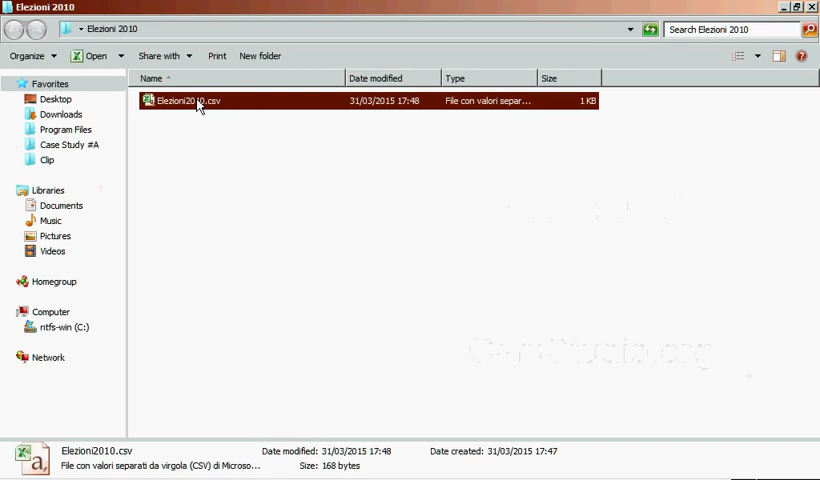 Elezioni 2010
Elezioni 2010
Search Elezioni 2010
Organize Open Share with Print New folder
Name Date modified Type Size
Elezioni2010.csv 31/03/2015 17:48 File con valori separ... 1 KB
Favorites
Desktop
Downloads
Program Files
Case Study #A
Clip
Libraries
Documents
Music
Pictures
Videos
Homegroup
Computer
ntfs-win (C:)
Network
Elezioni2010.csv Date modified: 31/03/2015 17:48 Date created: 31/03/2015 17:47
File con valori separati da virgola (CSV) di Microso... Size: 168 bytes